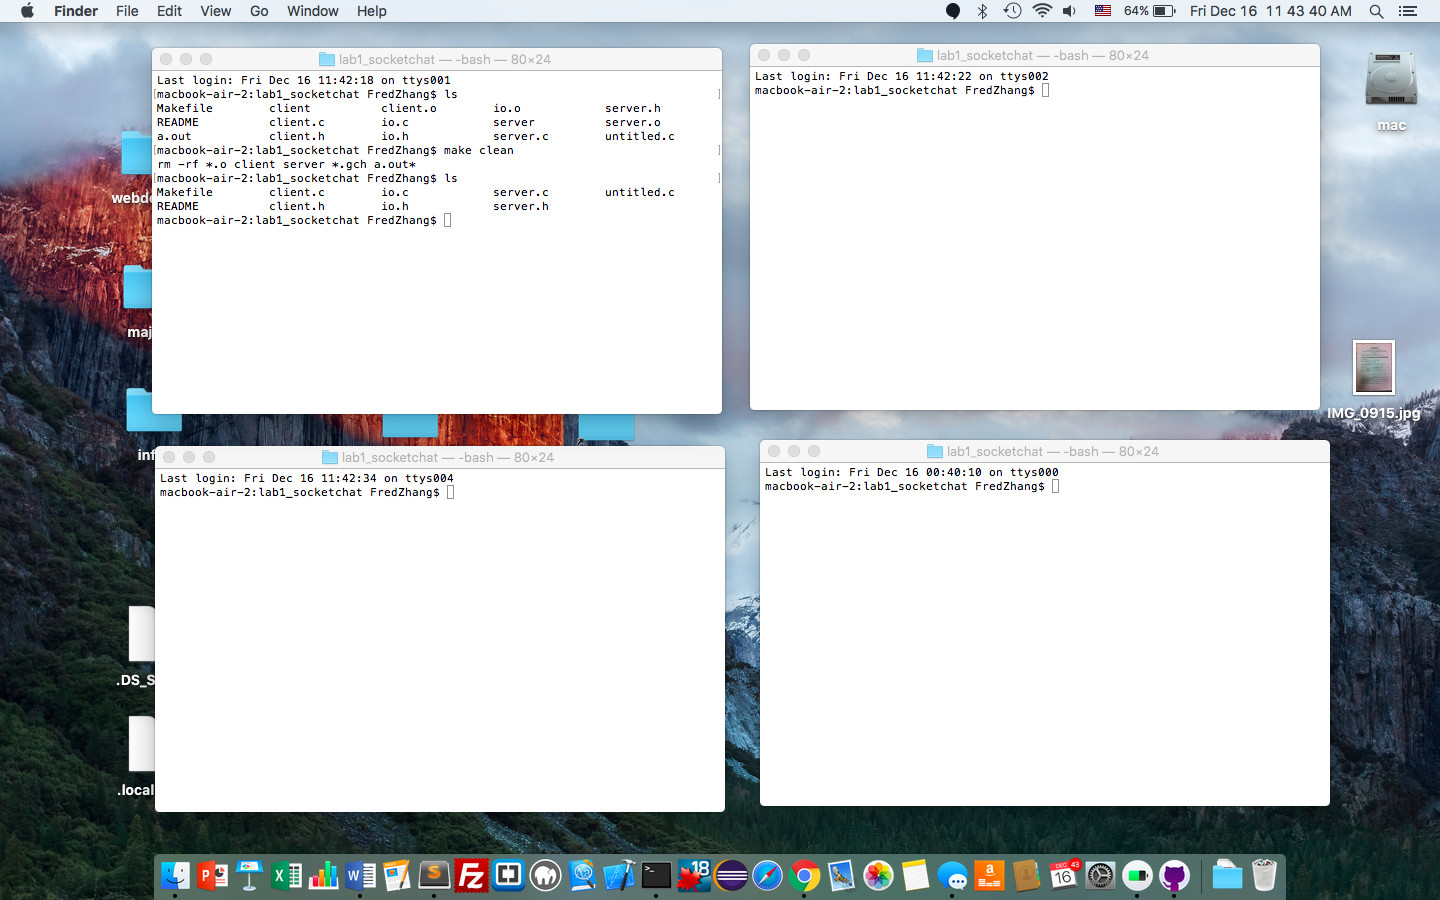 Finder File Edit View Go Window Help 64% Fri Dec 16 11 43 40 AM
lab1_socketchat — -bash — 80×24
Last login: Fri Dec 16 11:42:18 on ttys001
[macbook-air-2:lab1_socketchat FredZhang$ ls ]
Makefile client client.o io.o server.h
README client.c io.c server server.o
a.out client.h io.h server.c untitled.c
[macbook-air-2:lab1_socketchat FredZhang$ make clean ]
rm -rf *.o client server *.gch a.out*
[macbook-air-2:lab1_socketchat FredZhang$ ls ]
Makefile client.c io.c server.c untitled.c
README client.h io.h server.h
macbook-air-2:lab1_socketchat FredZhang$
lab1_socketchat — -bash — 80×24
Last login: Fri Dec 16 11:42:22 on ttys002
macbook-air-2:lab1_socketchat FredZhang$
mac
IMG_0915.jpg
lab1_socketchat — -bash — 80×24
Last login: Fri Dec 16 11:42:34 on ttys004
macbook-air-2:lab1_socketchat FredZhang$
lab1_socketchat — -bash — 80×24
Last login: Fri Dec 16 00:40:10 on ttys000
macbook-air-2:lab1_socketchat FredZhang$
.DS_S
.local
18
DEC 43
16